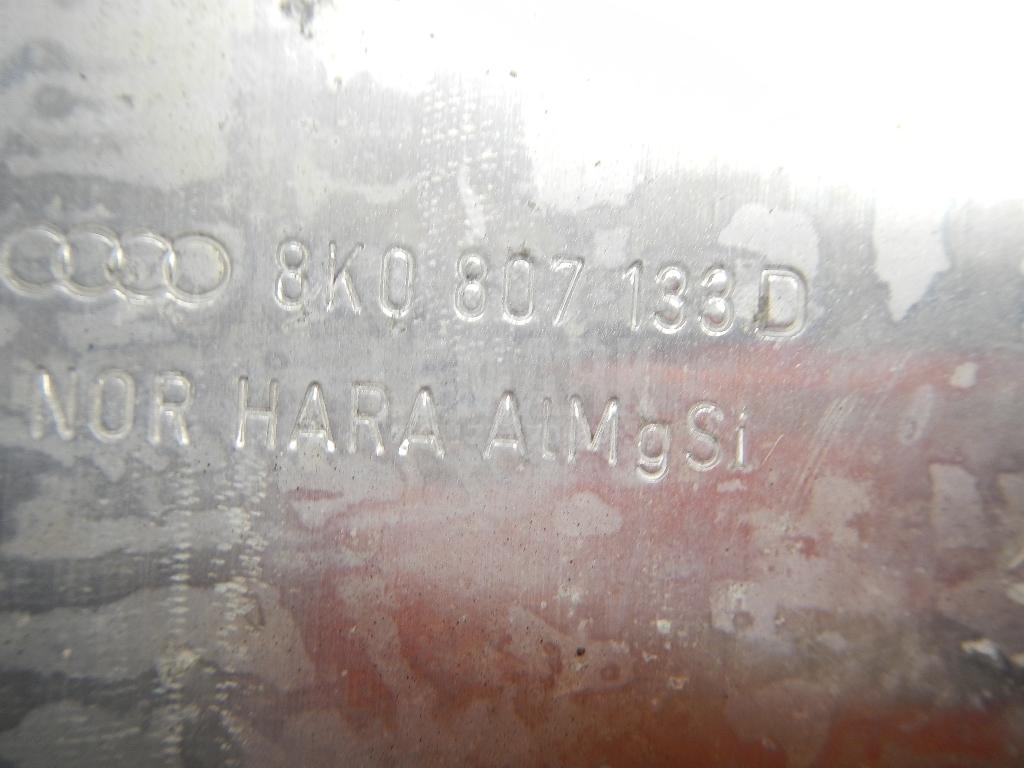 8K0 807 133 D
NOR HARA AlMgSi